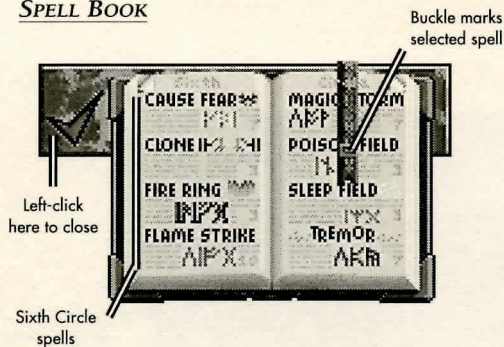 SPELL BOOK
Buckle marks
selected spell
CAUSE FEAR
CLONE
FIRE RING
FLAME STRIKE
MAGIC STORM
POISON FIELD
SLEEP FIELD
TREMOR
Left-click
here to close
Sixth Circle
spells